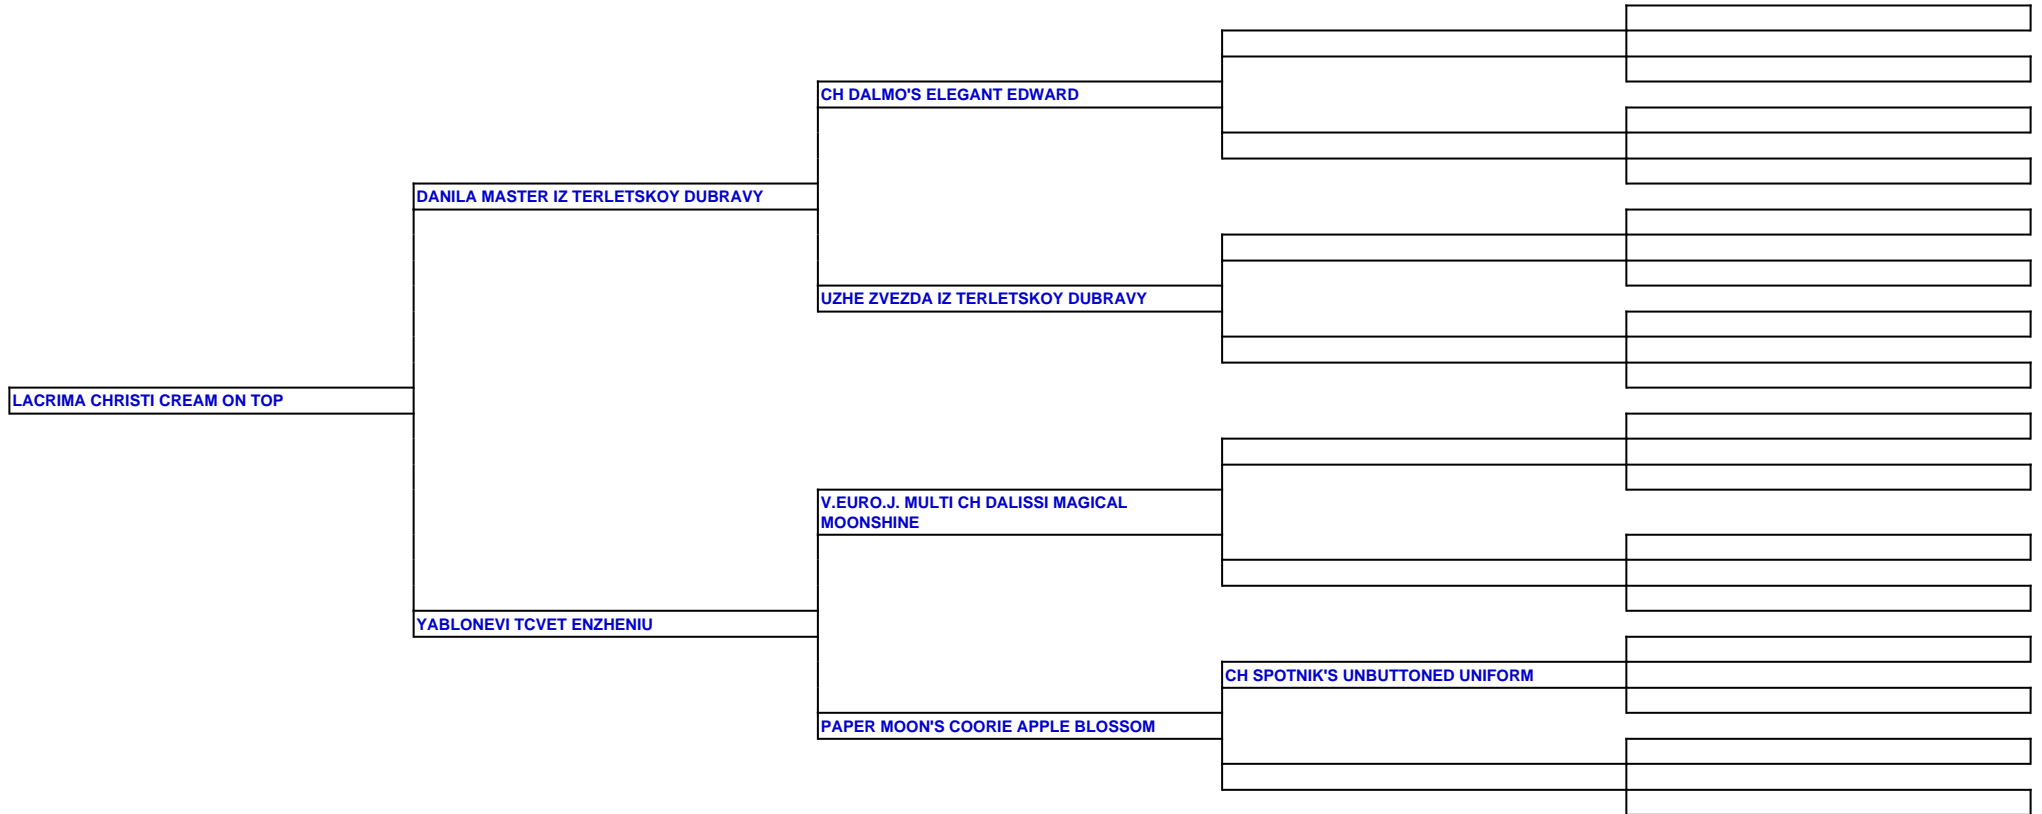 CH DALMO'S ELEGANT EDWARD
DANILA MASTER IZ TERLETSKOY DUBRAVY
UZHE ZVEZDA IZ TERLETSKOY DUBRAVY
LACRIMA CHRISTI CREAM ON TOP
V.EURO.J. MULTI CH DALISSI MAGICAL
MOONSHINE
YABLONEVI TCVET ENZHENIU
CH SPOTNIK'S UNBUTTONED UNIFORM
PAPER MOON'S COORIE APPLE BLOSSOM